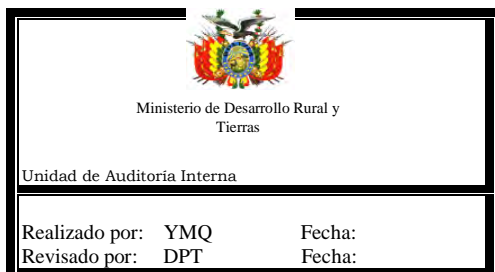 Ministerio de Desarrollo Rural y
Tierras
Unidad de Auditoría Interna
Realizado por: YMQ Fecha:
Revisado por: DPT Fecha: